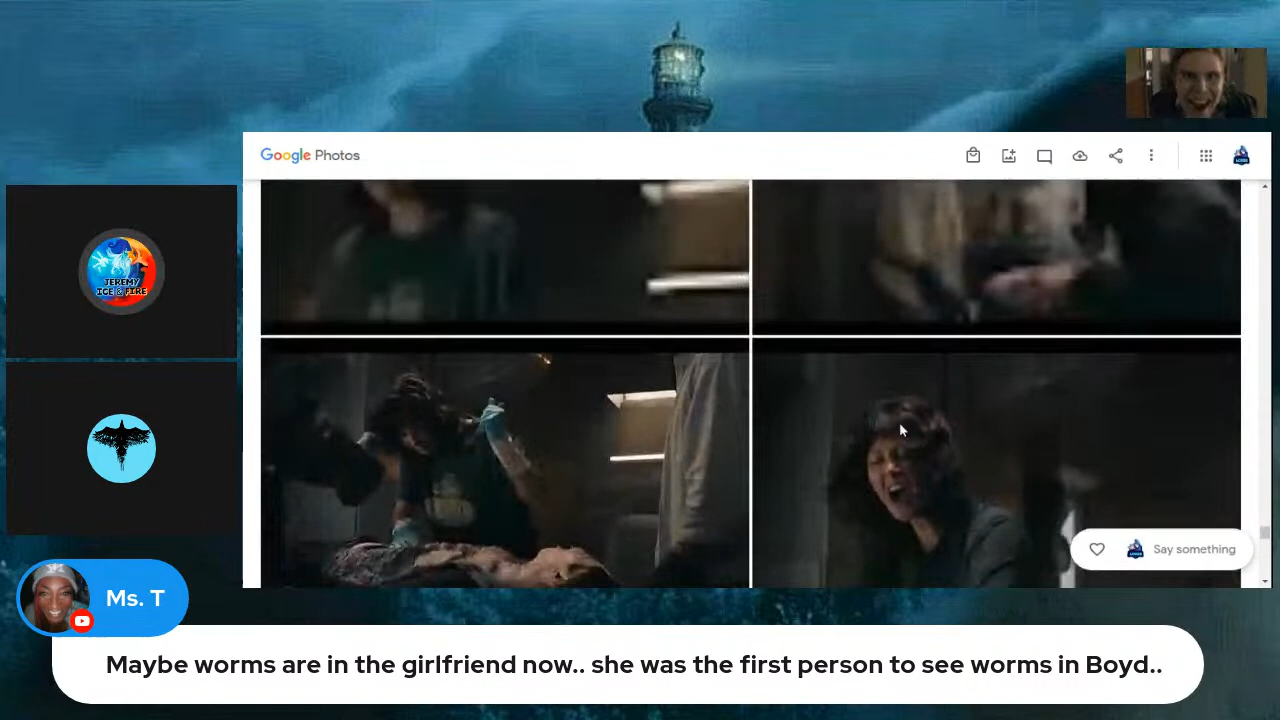 Google Photos
JEREMY
ICE & FIRE
Say something
Ms. T
Maybe worms are in the girlfriend now.. she was the first person to see worms in Boyd..